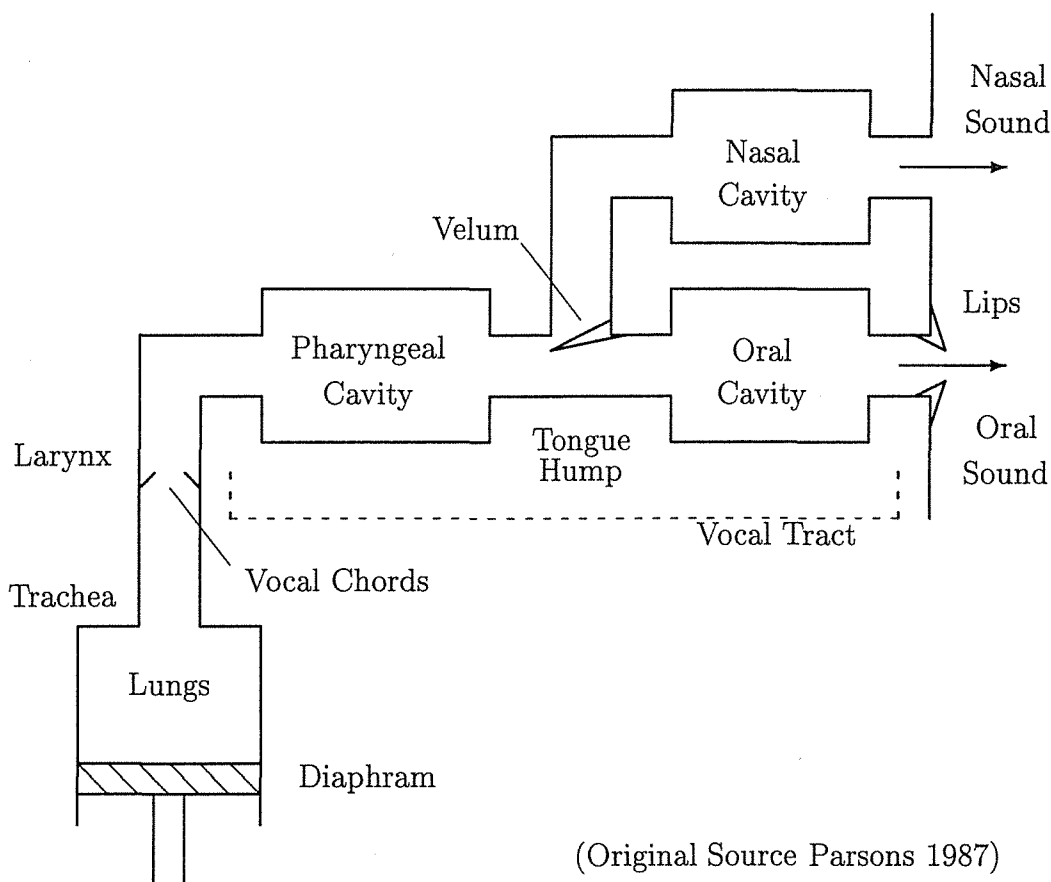 Nasal
Sound
Nasal
Cavity
Velum
Lips
Pharyngeal
Cavity
Oral
Cavity
Oral
Sound
Tongue
Hump
Larynx
Vocal Tract
Vocal Chords
Trachea
Lungs
Diaphram
(Original Source Parsons 1987)